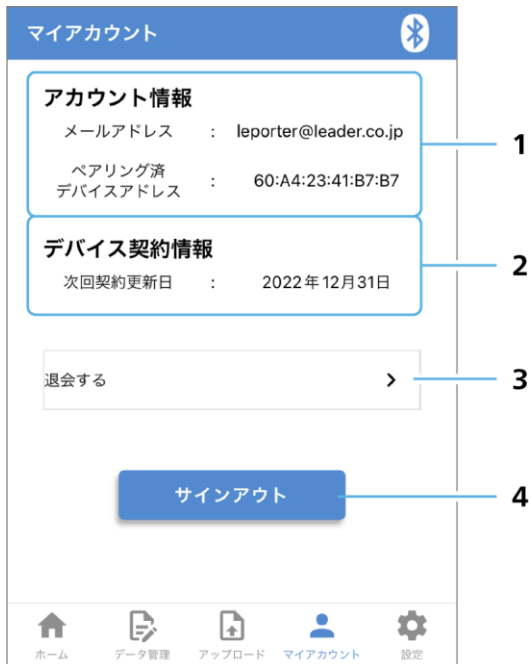 マイアカウント
アカウント情報
メールアドレス : leporter@leader.co.jp
1
ペアリング済
デバイスアドレス : 60:A4:23:41:B7:B7
デバイス契約情報
2
次回契約更新日 : 2022年12月31日
退会する
3
サインアウト
4
ホーム データ管理 アップロード マイアカウント 設定